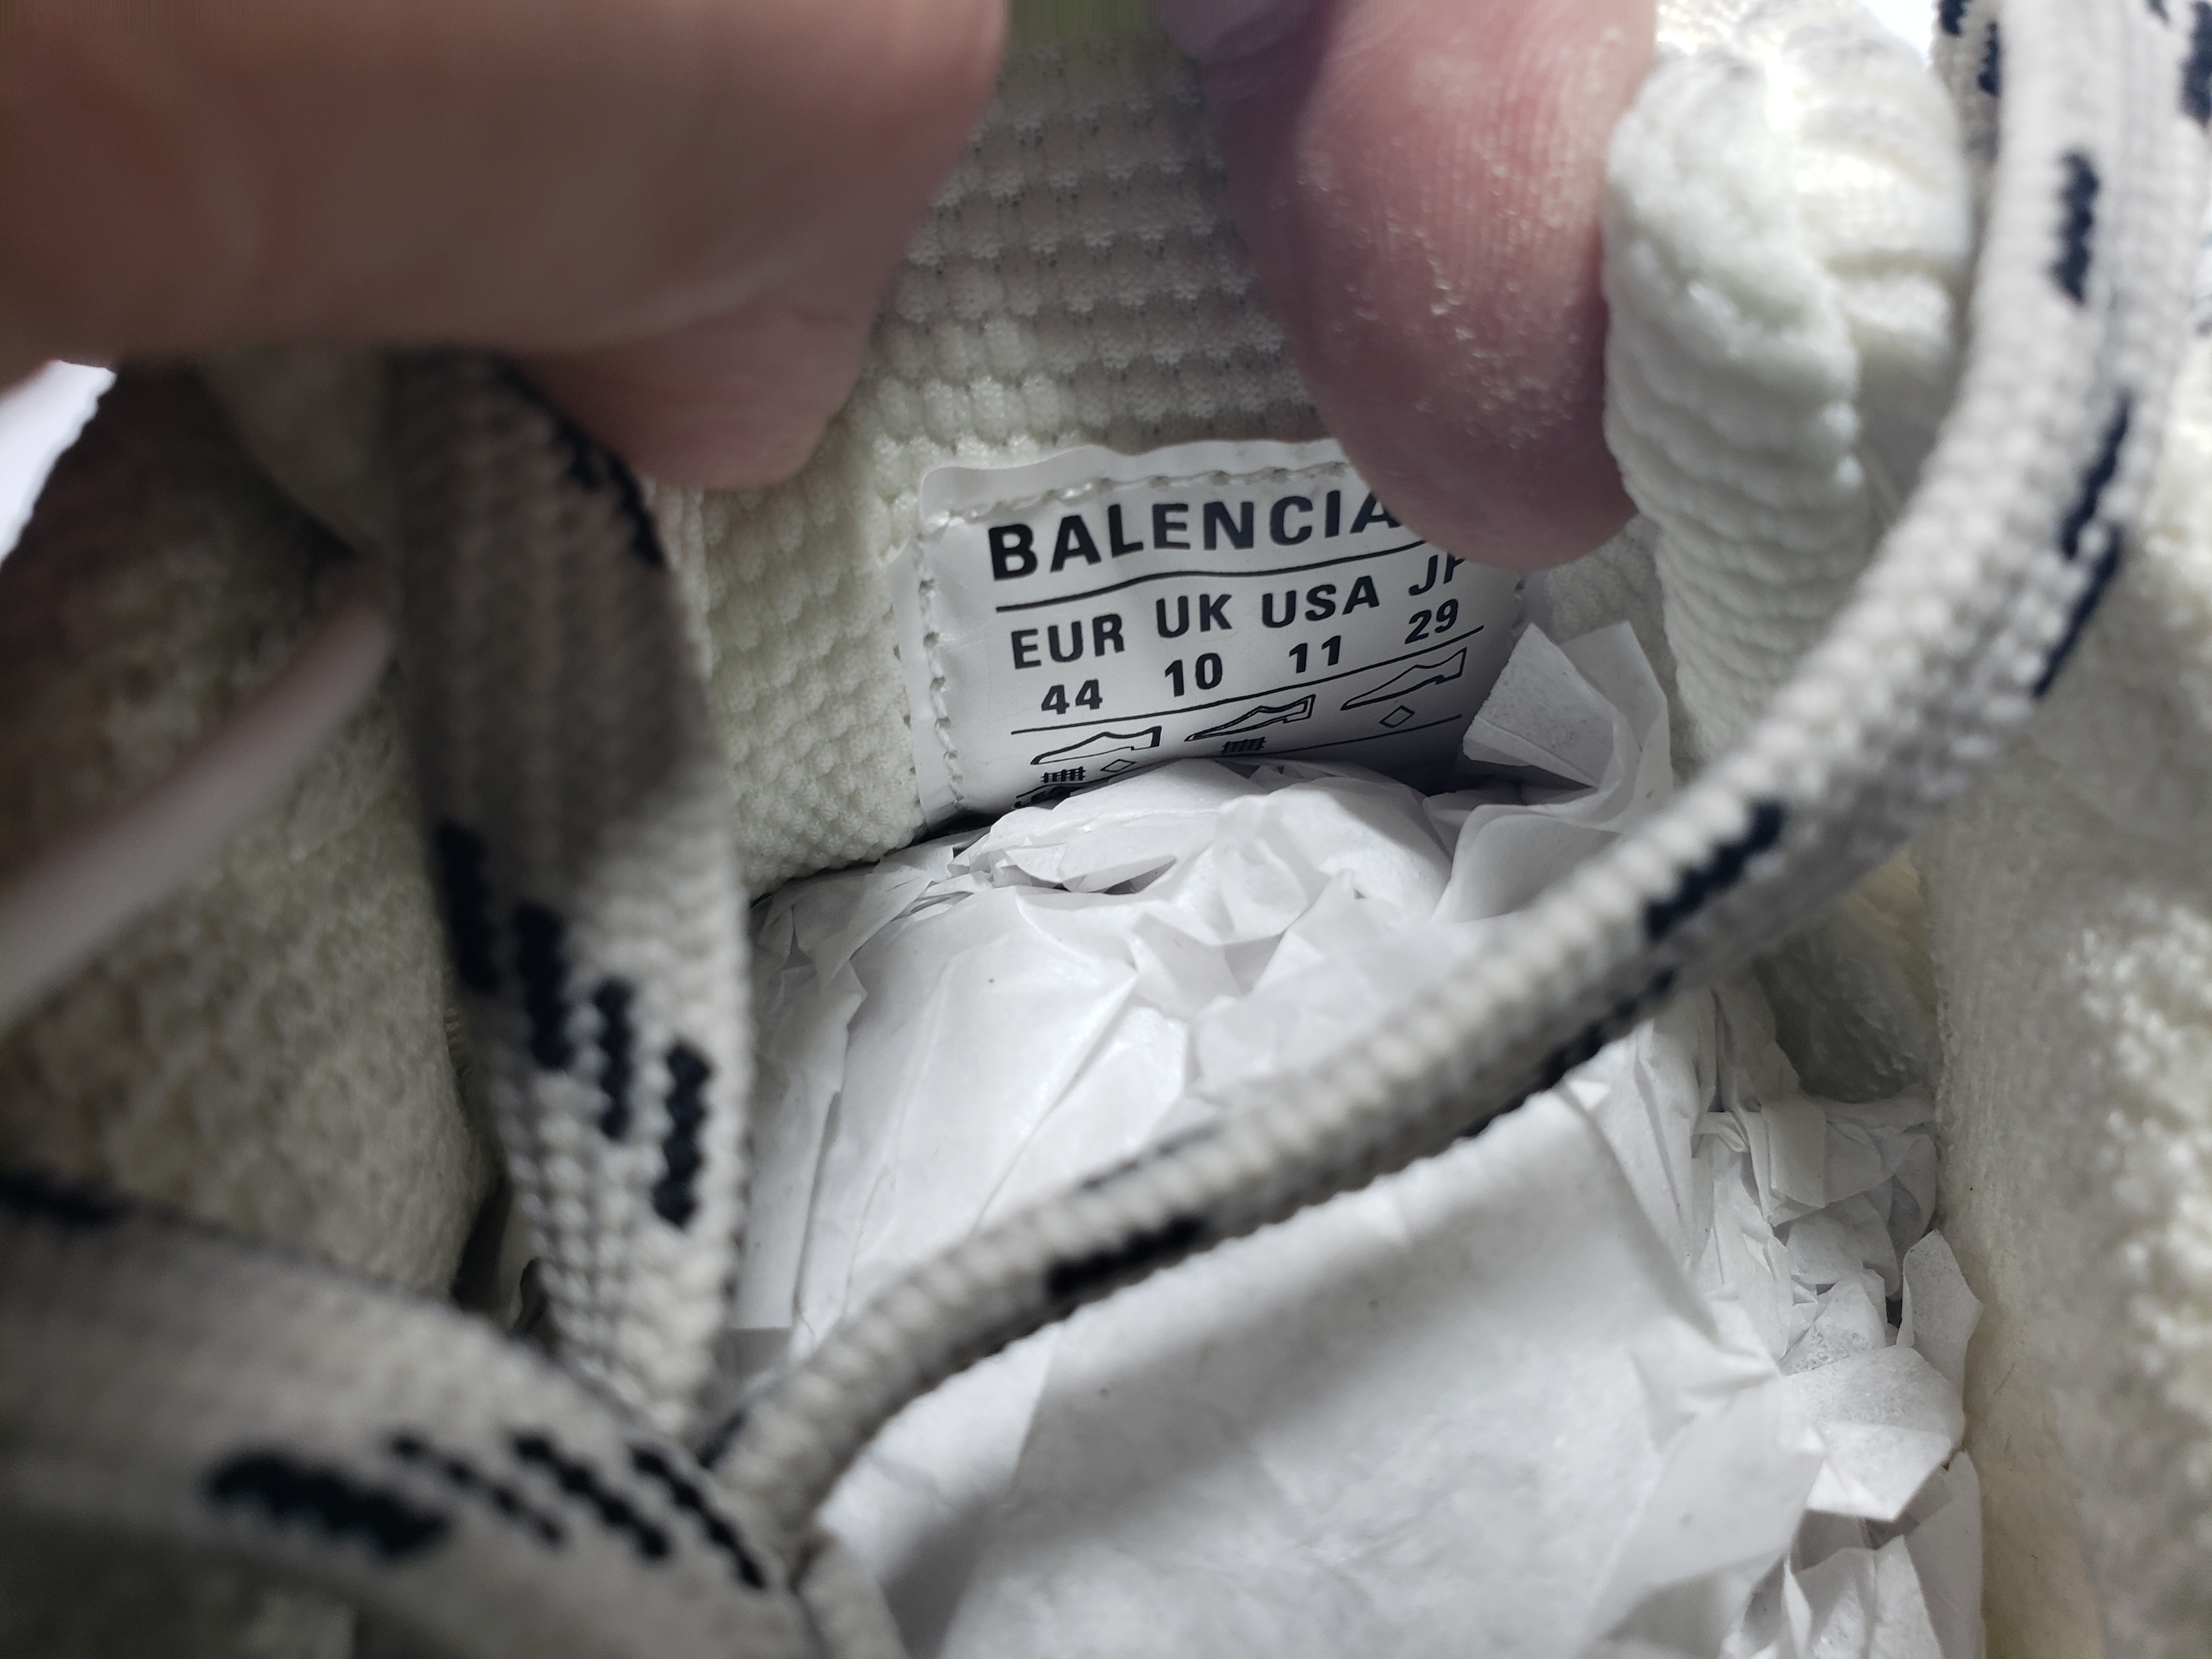 BALENCIA
EUR UK USA JP
44 10 11 29